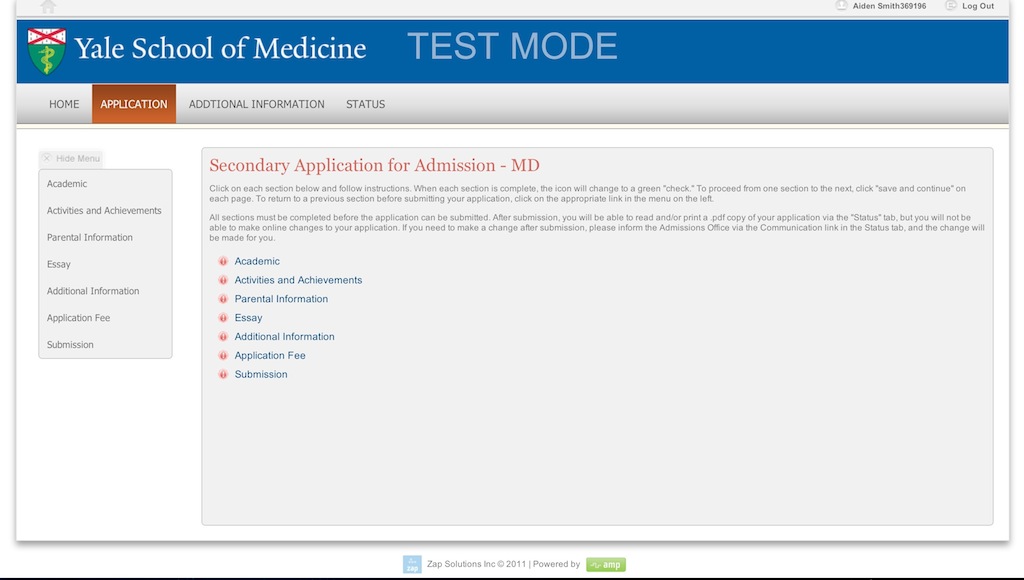 Aiden Smith369196
Log Out
Yale School of Medicine
TEST MODE
HOME
APPLICATION
ADDTIONAL INFORMATION
STATUS
Hide Menu
Academic
Activities and Achievements
Parental Information
Essay
Additional Information
Application Fee
Submission
Secondary Application for Admission - MD
Click on each section below and follow instructions. When each section is complete, the icon will change to a green "check." To proceed from one section to the next, click "save and continue" on
each page. To return to a previous section before submitting your application, click on the appropriate link in the menu on the left.
All sections must be completed before the application can be submitted. After submission, you will be able to read and/or print a .pdf copy of your application via the "Status" tab, but you will not be
able to make online changes to your application. If you need to make a change after submission, please inform the Admissions Office via the Communication link in the Status tab, and the change will
be made for you.
Academic
Activities and Achievements
Parental Information
Essay
Additional Information
Application Fee
Submission
zap
Zap Solutions Inc © 2011 | Powered by
amp